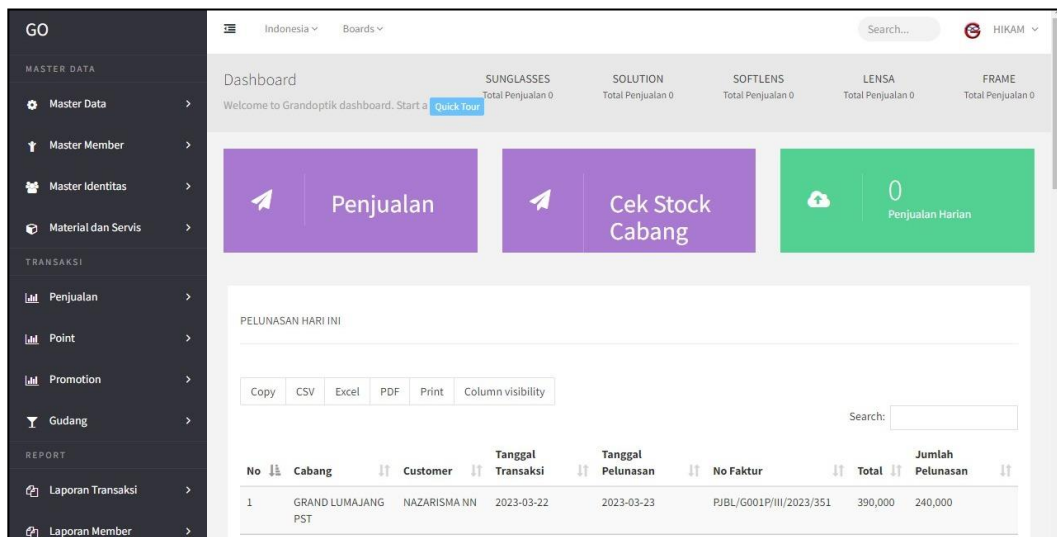 GO
Indonesia
Boards
Search...
HIKAM
MASTER DATA
Master Data
Master Member
Master Identitas
Material dan Servis
TRANSAKSI
Penjualan
Point
Promotion
Gudang
REPORT
Laporan Transaksi
Laporan Member
Dashboard
Welcome to Grandoptik dashboard. Start a Quick Tour
SUNGLASSES
Total Penjualan 0
SOLUTION
Total Penjualan 0
SOFTLENS
Total Penjualan 0
LENSA
Total Penjualan 0
FRAME
Total Penjualan 0
Penjualan
Cek Stock
Cabang
0
Penjualan Harian
PELUNASAN HARI INI
Copy CSV Excel PDF Print Column visibility
Search:
No Cabang Customer Tanggal Transaksi Tanggal Pelunasan No Faktur Total Jumlah Pelunasan
1 GRAND LUMAJANG PST NAZARISMA NN 2023-03-22 2023-03-23 PJBL/G001P/III/2023/351 390,000 240,000